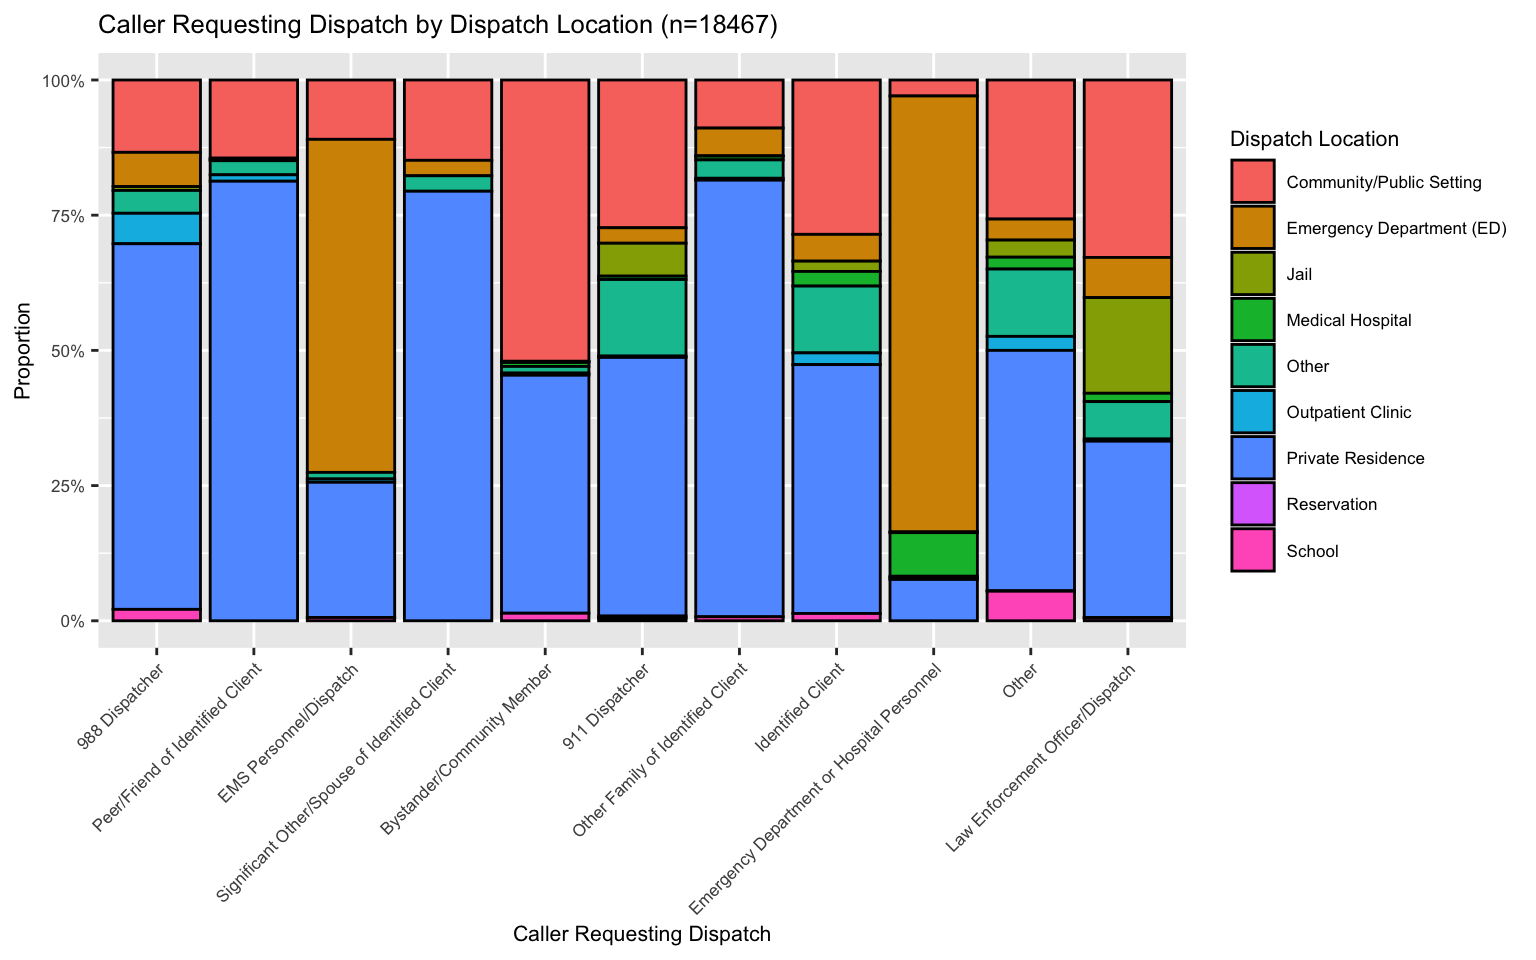 Caller Requesting Dispatch by Dispatch Location (n=18467)
100%
75%
50%
25%
0%
Proportion
988 Dispatcher
Peer/Friend of Identified Client
EMS Personnel/Dispatch
Significant Other/Spouse of Identified Client
Bystander/Community Member
911 Dispatcher
Other Family of Identified Client
Identified Client
Emergency Department or Hospital Personnel
Other
Law Enforcement Officer/Dispatch
Caller Requesting Dispatch
Dispatch Location
Community/Public Setting
Emergency Department (ED)
Jail
Medical Hospital
Other
Outpatient Clinic
Private Residence
Reservation
School